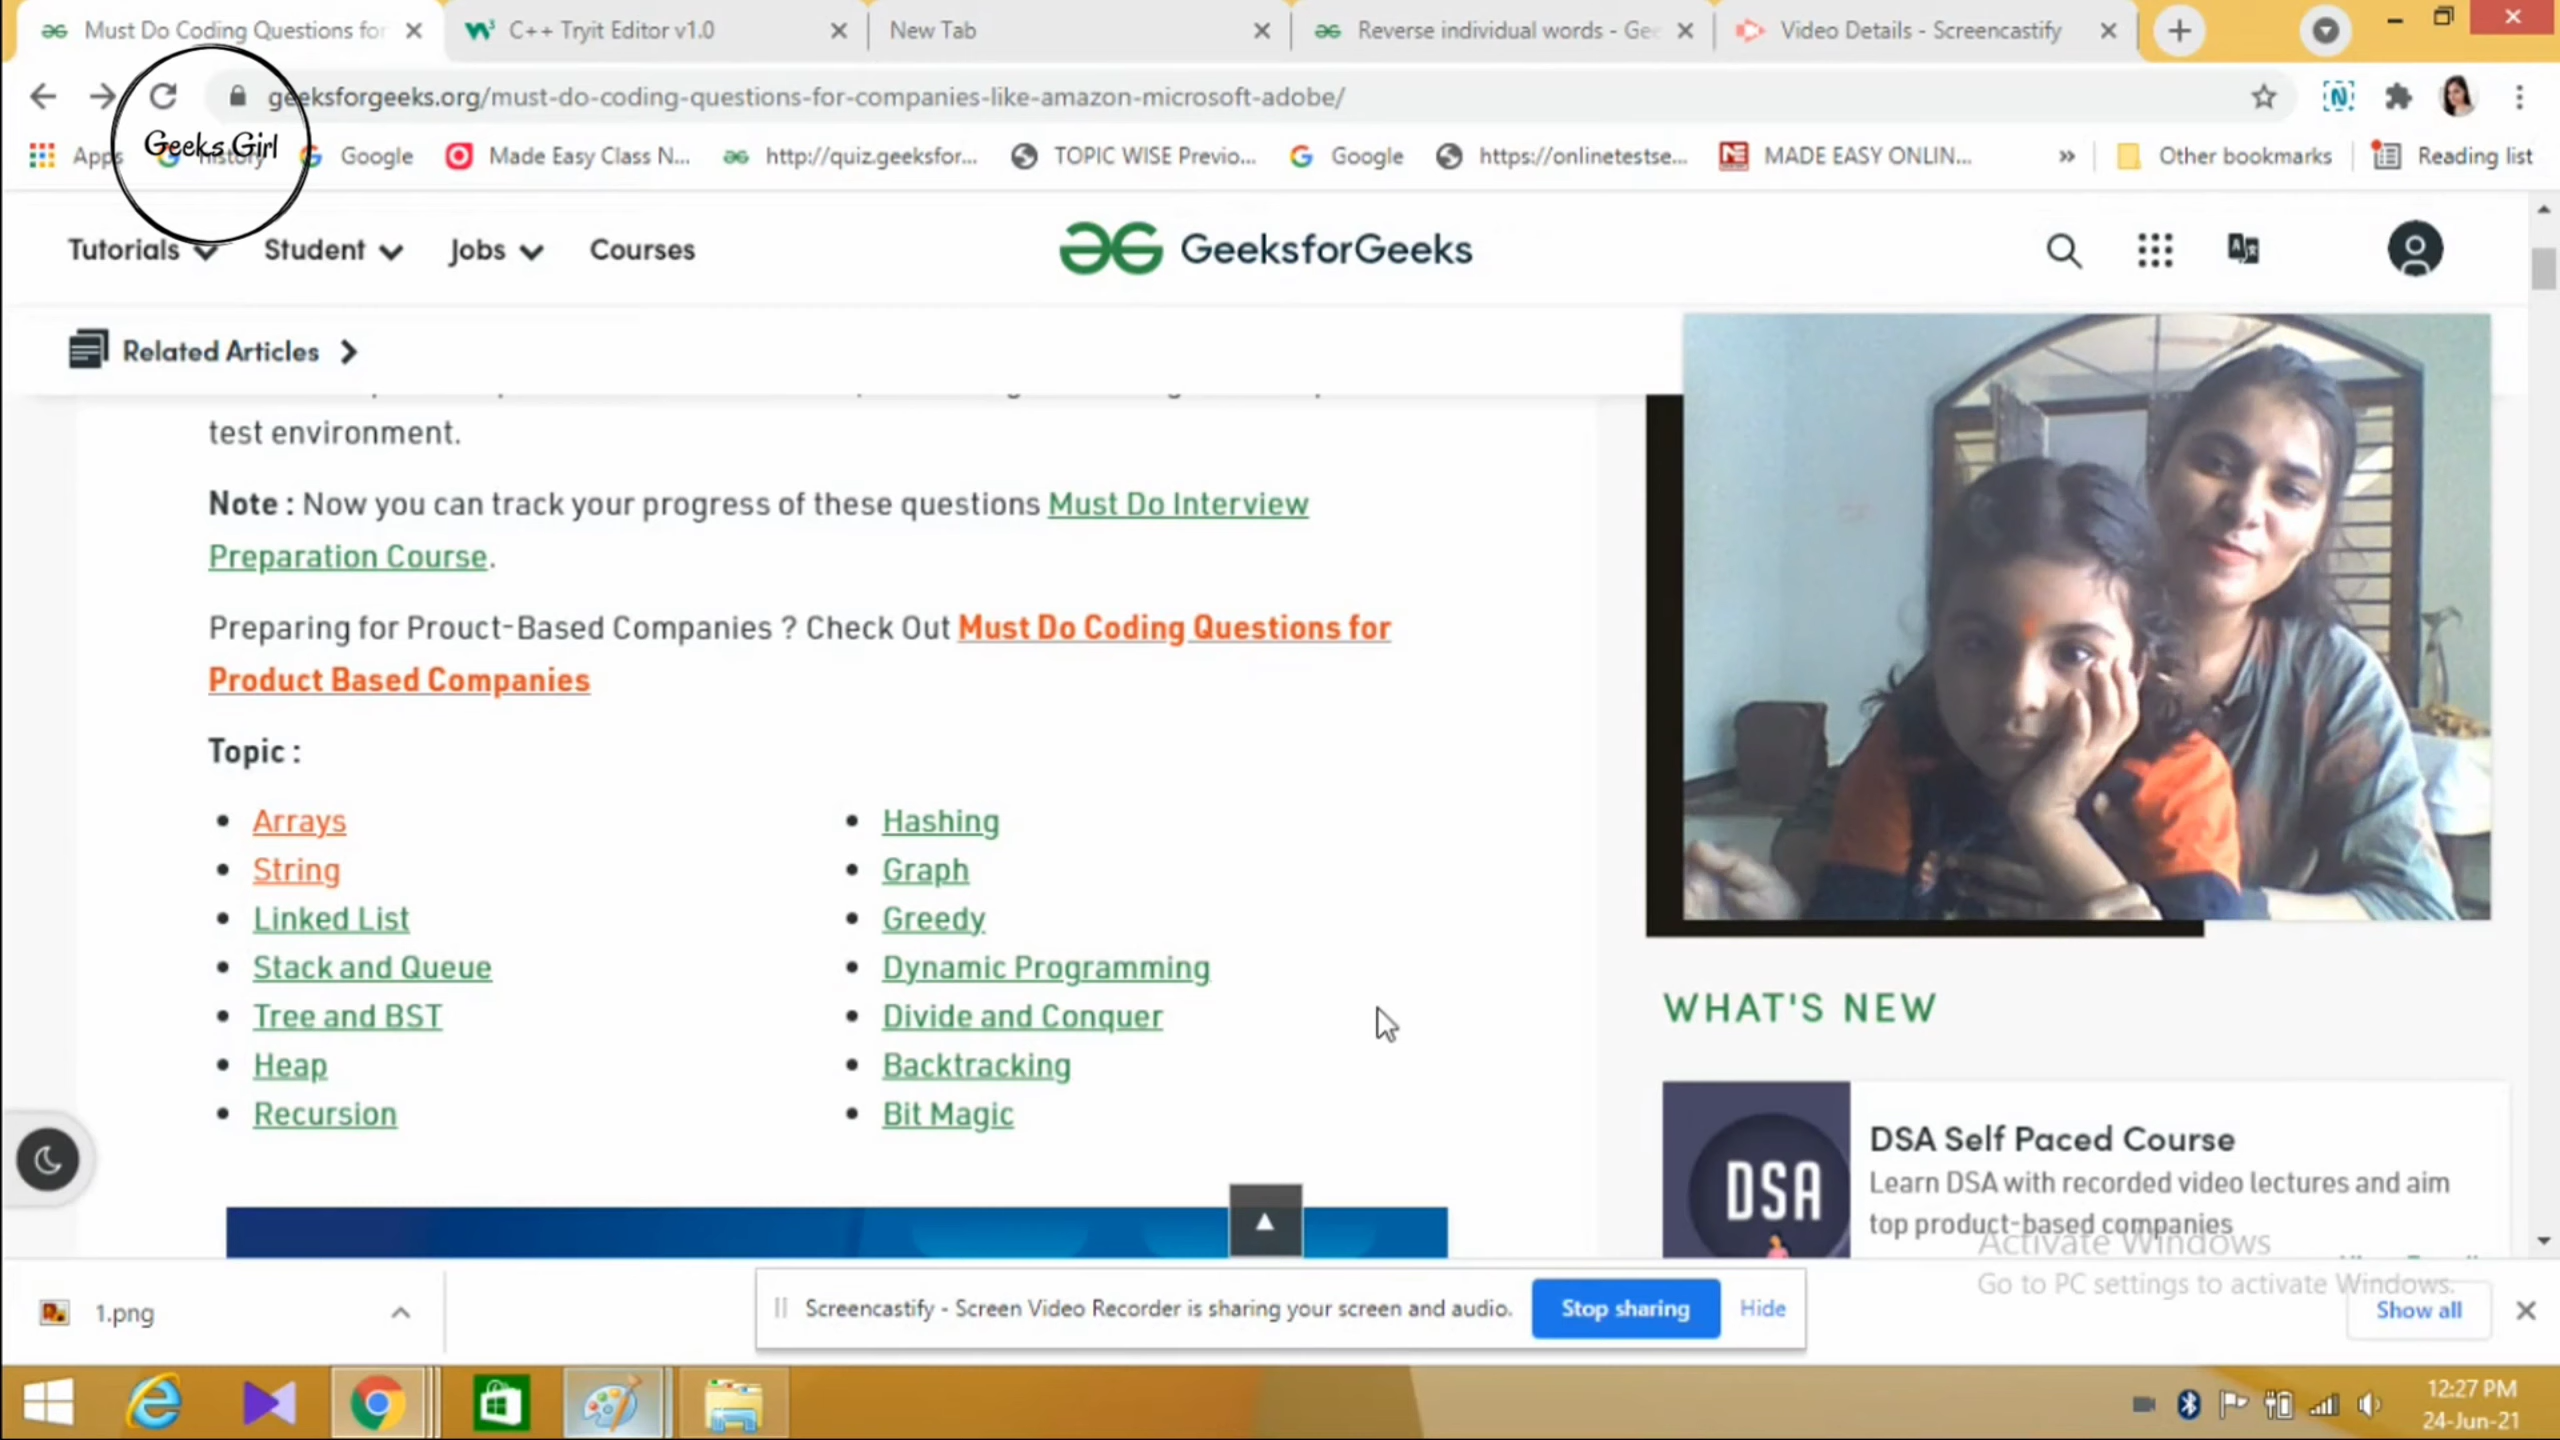 Must Do Coding Questions for
C++ Tryit Editor v1.0
New Tab
Reverse individual words - Gee
Video Details - Screencastify
geeksforgeeks.org/must-do-coding-questions-for-companies-like-amazon-microsoft-adobe/
Geeks Girl
Apps
history
Google
Made Easy Class N...
http://quiz.geeksfor...
TOPIC WISE Previo...
Google
https://onlinetestse...
MADE EASY ONLIN...
»
Other bookmarks
Reading list
Tutorials
Student
Jobs
Courses
GeeksforGeeks
Related Articles
test environment.
Note : Now you can track your progress of these questions Must Do Interview
Preparation Course.
Preparing for Prouct-Based Companies ? Check Out Must Do Coding Questions for
Product Based Companies
Topic :
Arrays
String
Linked List
Stack and Queue
Tree and BST
Heap
Recursion
Hashing
Graph
Greedy
Dynamic Programming
Divide and Conquer
Backtracking
Bit Magic
WHAT'S NEW
DSA
DSA Self Paced Course
Learn DSA with recorded video lectures and aim
top product-based companies
Activate Windows
Go to PC settings to activate Windows.
1.png
Screencastify - Screen Video Recorder is sharing your screen and audio.
Stop sharing
Hide
Show all
12:27 PM
24-Jun-21